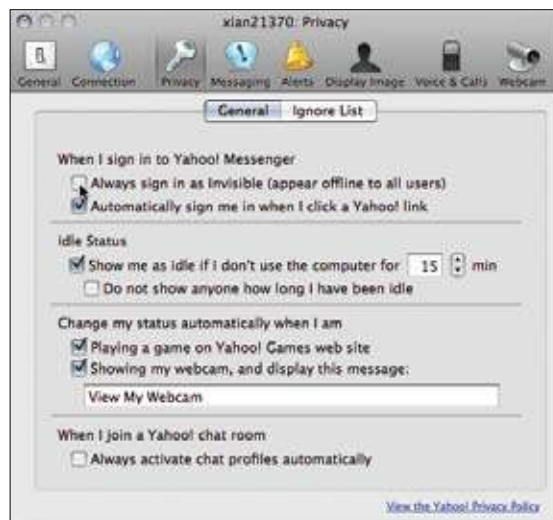 xian21370: Privacy
General Connection Privacy Messaging Alerts Display Image Voice & Calls Webcam
General Ignore List
When I sign in to Yahoo! Messenger
Always sign in as Invisible (appear offline to all users)
Automatically sign me in when I click a Yahoo! link
Idle Status
Show me as idle if I don't use the computer for 15 min
Do not show anyone how long I have been idle
Change my status automatically when I am
Playing a game on Yahoo! Games web site
Showing my webcam, and display this message:
View My Webcam
When I join a Yahoo! chat room
Always activate chat profiles automatically
View the Yahoo! Privacy Policy